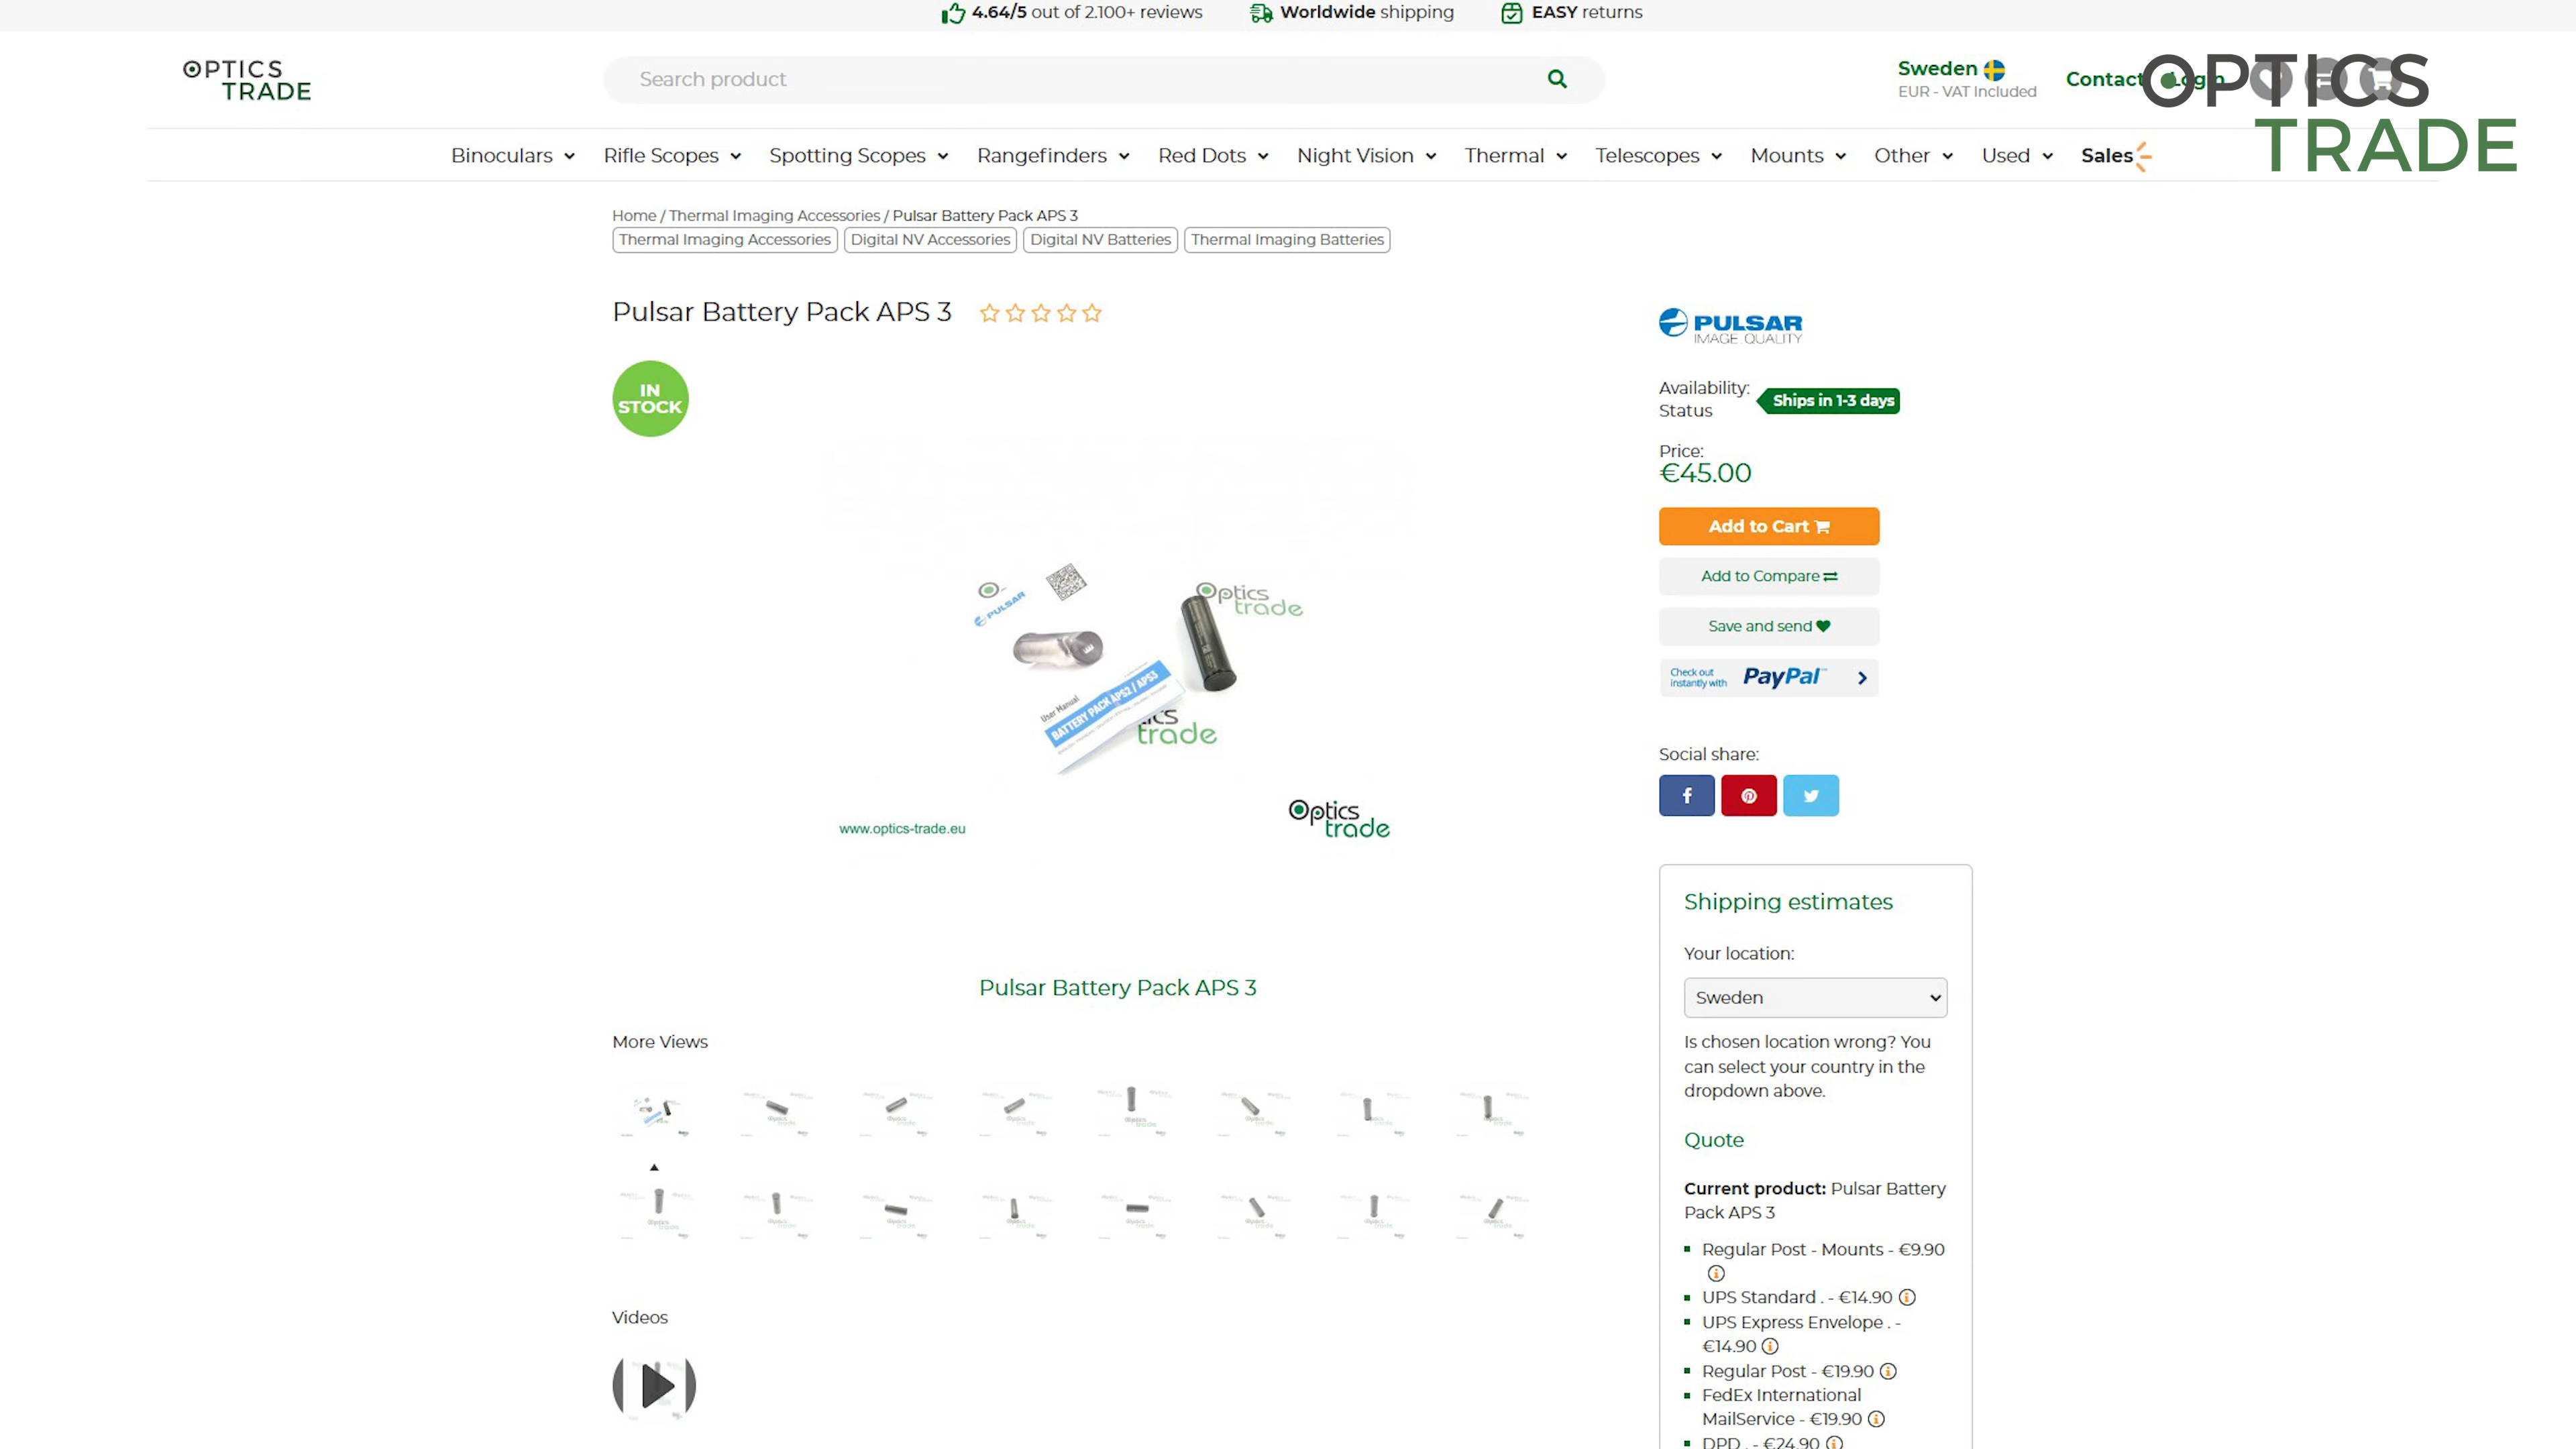 4.64/5 out of 2.100+ reviews
Worldwide shipping
EASY returns
OPTICS
TRADE
Search product
Sweden
EUR - VAT Included
Contact
Login
OPTICS
TRADE
Binoculars
Rifle Scopes
Spotting Scopes
Rangefinders
Red Dots
Night Vision
Thermal
Telescopes
Mounts
Other
Used
Sales
Home / Thermal Imaging Accessories / Pulsar Battery Pack APS 3
Thermal Imaging Accessories
Digital NV Accessories
Digital NV Batteries
Thermal Imaging Batteries
Pulsar Battery Pack APS 3
IN
STOCK
PULSAR
IMAGE QUALITY
Availability:
Status
Ships in 1-3 days
Price:
€45.00
Add to Cart
Add to Compare
Save and send
Check out
instantly with
PayPal
Optics
trade
PULSAR
User Manual
BATTERY PACK APS2 / APS3
trade
www.optics-trade.eu
Optics
trade
Social share:
Shipping estimates
Your location:
Sweden
Is chosen location wrong? You
can select your country in the
dropdown above.
Quote
Current product: Pulsar Battery
Pack APS 3
Regular Post - Mounts - €9.90
UPS Standard . - €14.90
UPS Express Envelope . -
€14.90
Regular Post - €19.90
FedEx International
MailService - €19.90
DPD . - €24.90
Pulsar Battery Pack APS 3
More Views
Videos